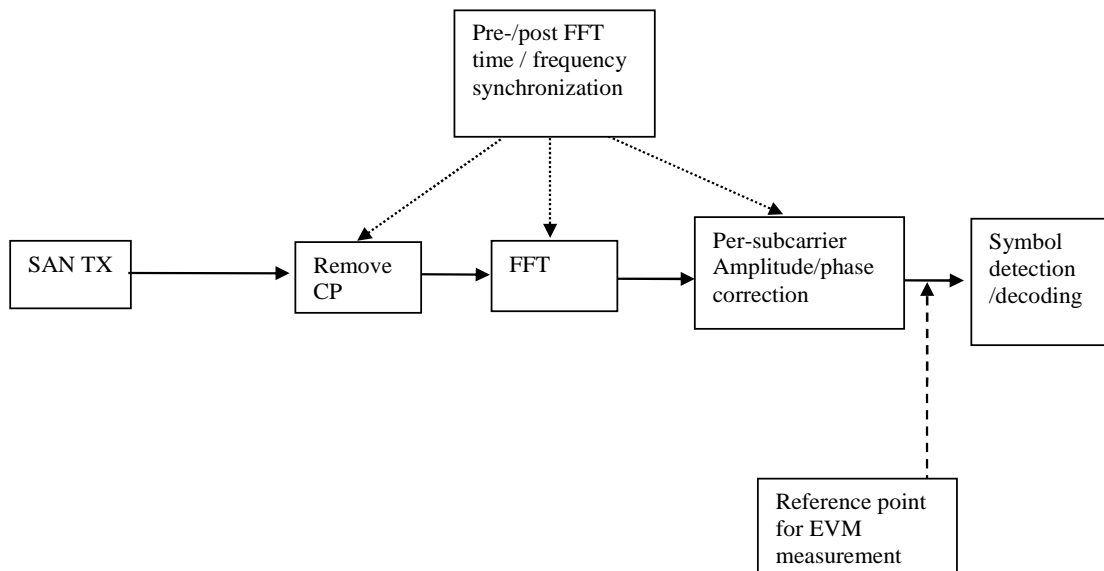 Pre-/post FFT
time / frequency
synchronization
SAN TX
Remove
CP
FFT
Per-subcarrier
Amplitude/phase
correction
Symbol
detection
/decoding
Reference point
for EVM
measurement